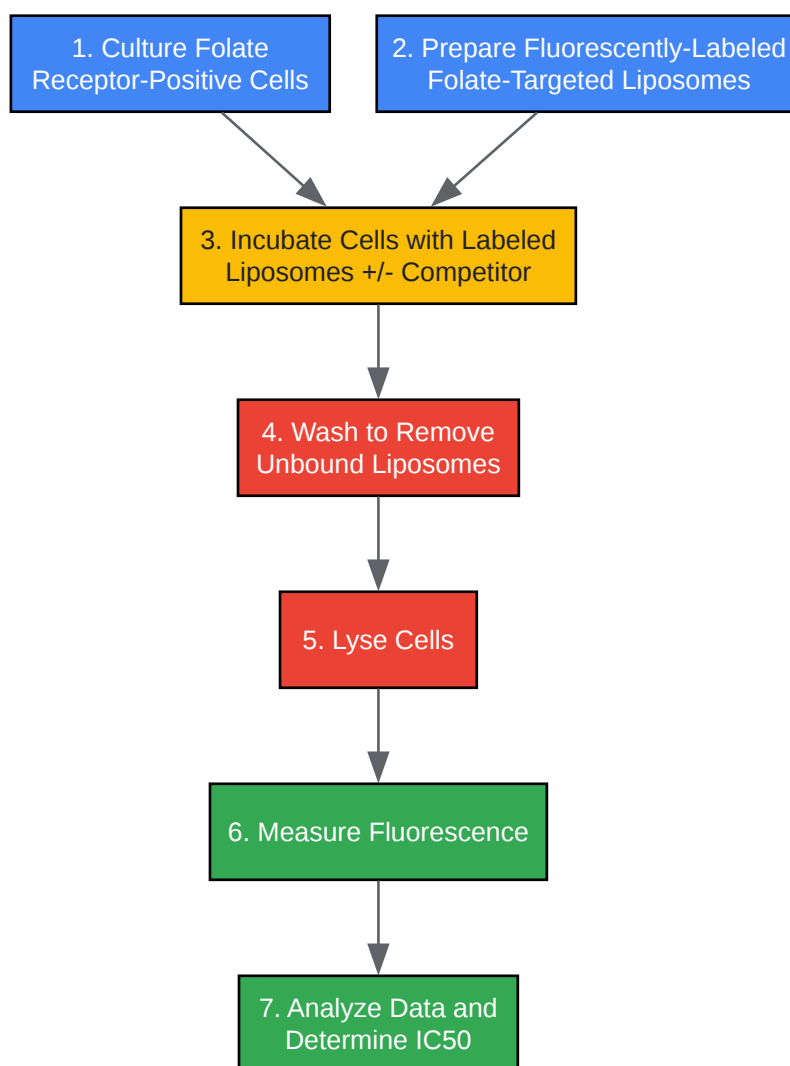 1. Culture Folate
Receptor-Positive Cells
2. Prepare Fluorescently-Labeled
Folate-Targeted Liposomes
3. Incubate Cells with Labeled
Liposomes +/- Competitor
4. Wash to Remove
Unbound Liposomes
5. Lyse Cells
6. Measure Fluorescence
7. Analyze Data and
Determine IC50